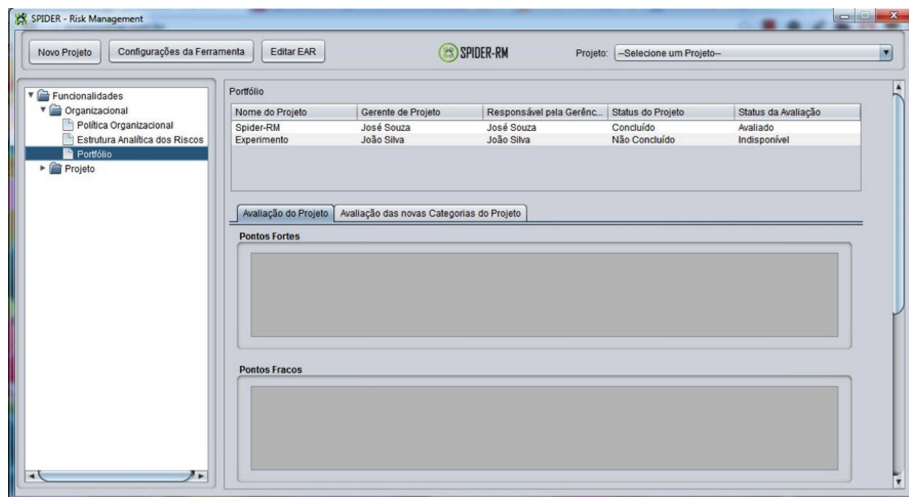 SPIDER - Risk Management
Novo Projeto Configurações da Ferramenta Editar EAR SPIDER-RM Projeto: --Selecione um Projeto--
Funcionalidades
Organizacional
Política Organizacional
Estrutura Analítica dos Riscos
Portfólio
Projeto
Portfólio
Nome do Projeto Gerente de Projeto Responsável pela Gerênc... Status do Projeto Status da Avaliação
Spider-RM José Souza José Souza Concluído Avaliado
Experimento João Silva João Silva Não Concluído Indisponível
Avaliação do Projeto Avaliação das novas Categorias do Projeto
Pontos Fortes
Pontos Fracos